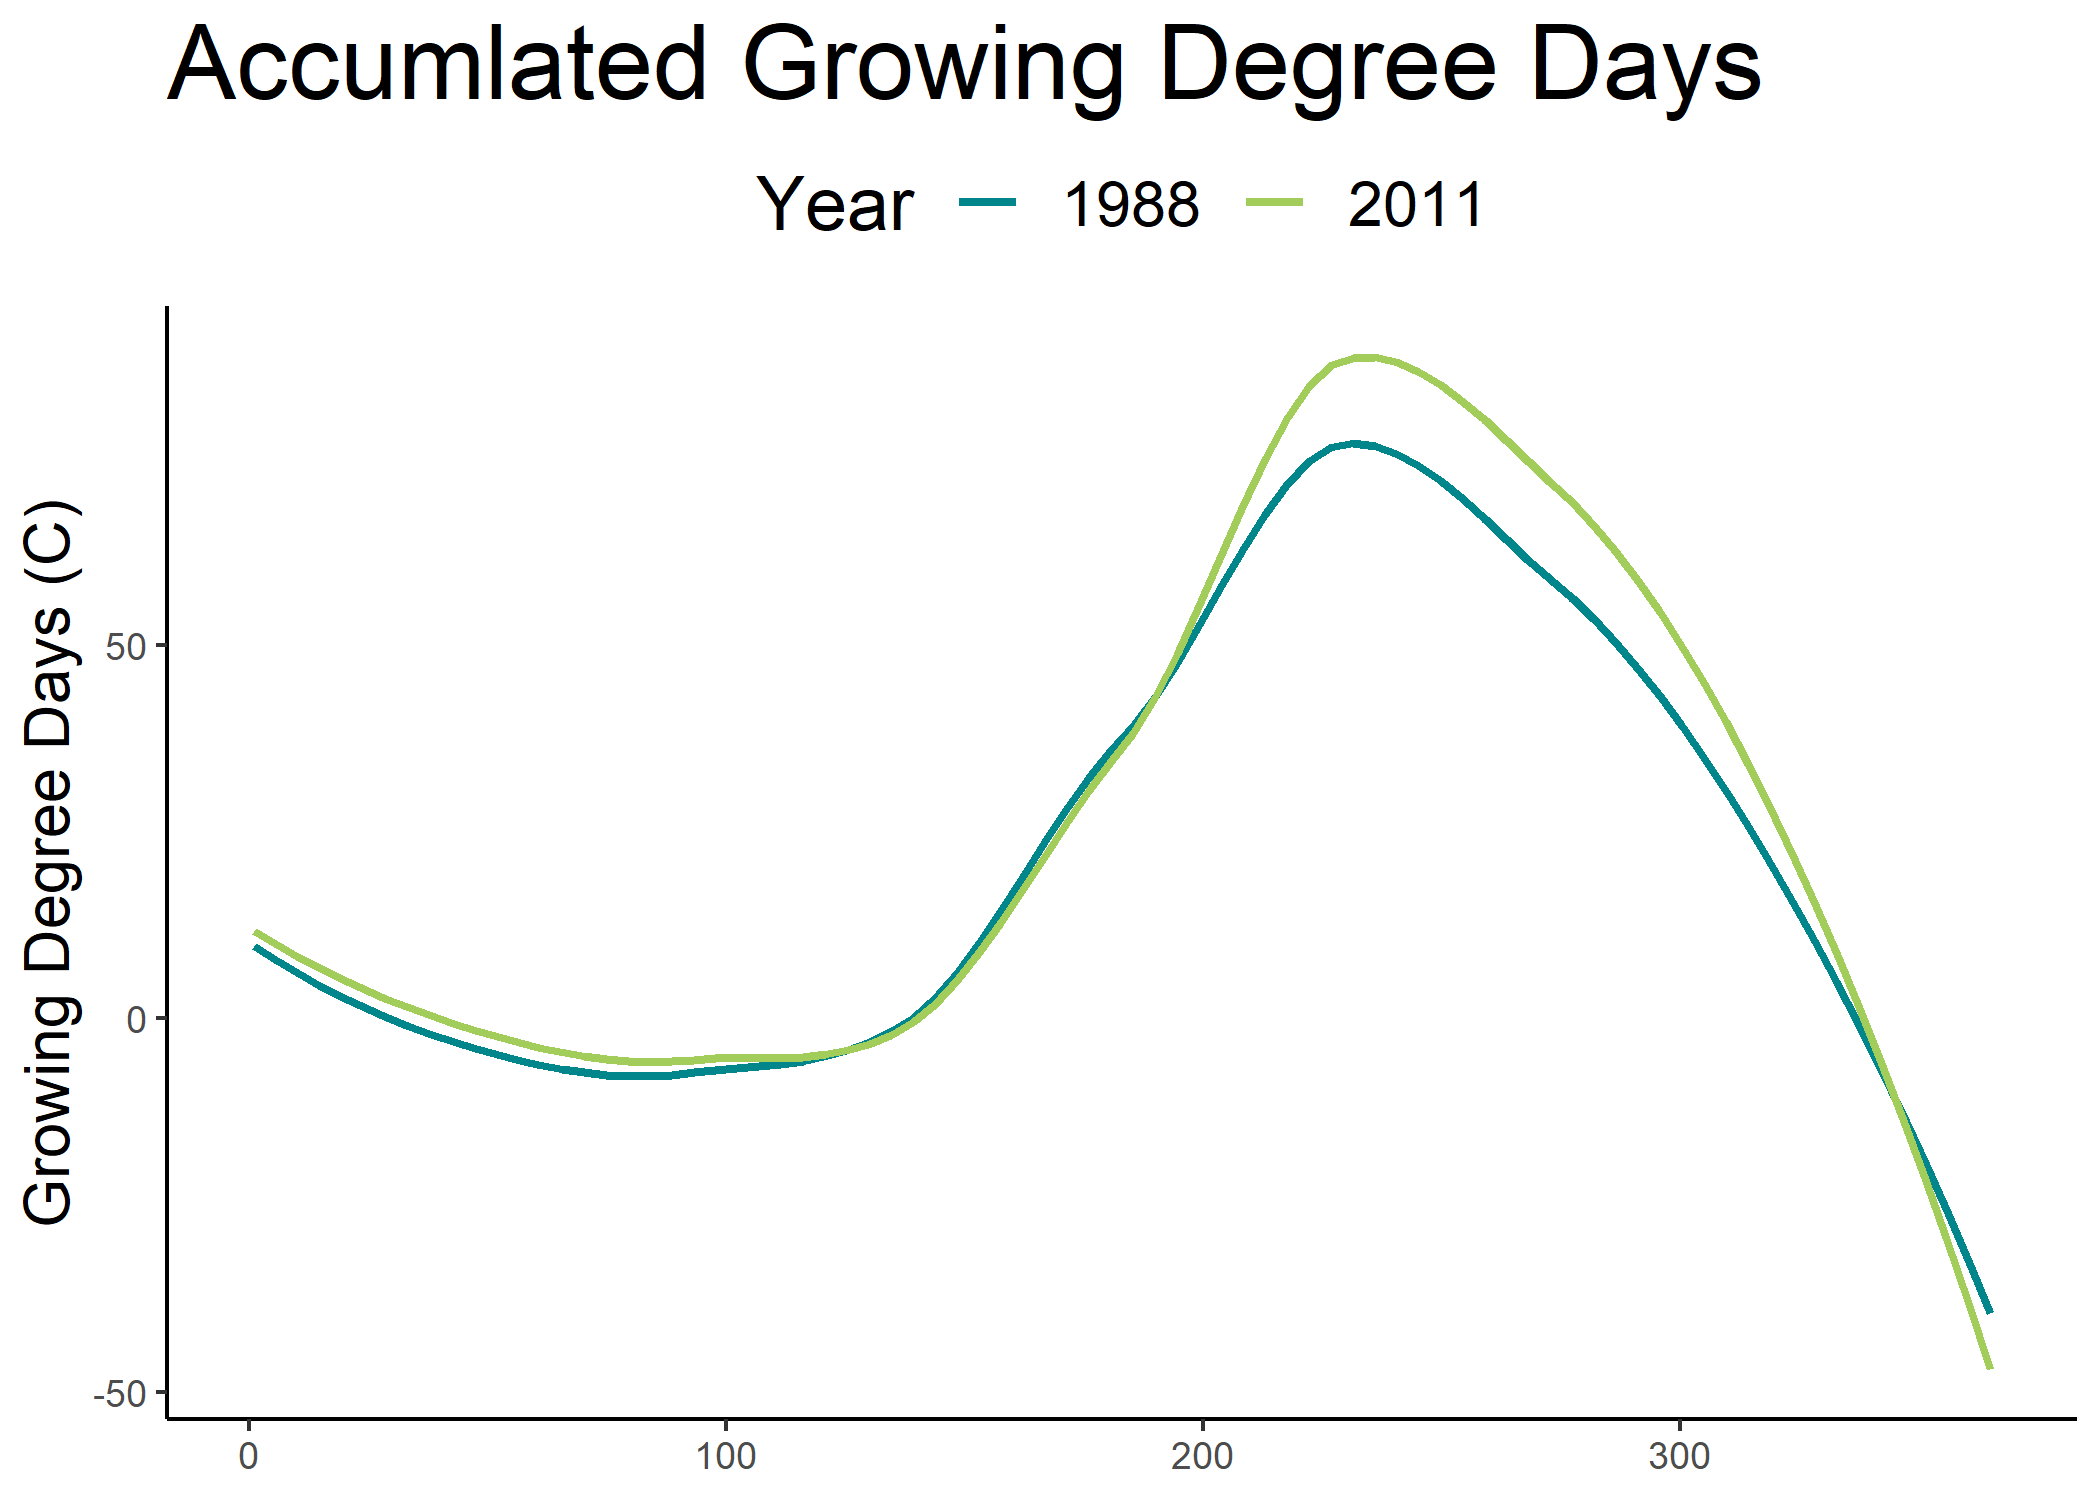 Accumlated Growing Degree Days
Year 1988 2011
Growing Degree Days (C)
50
0
-50
0 100 200 300